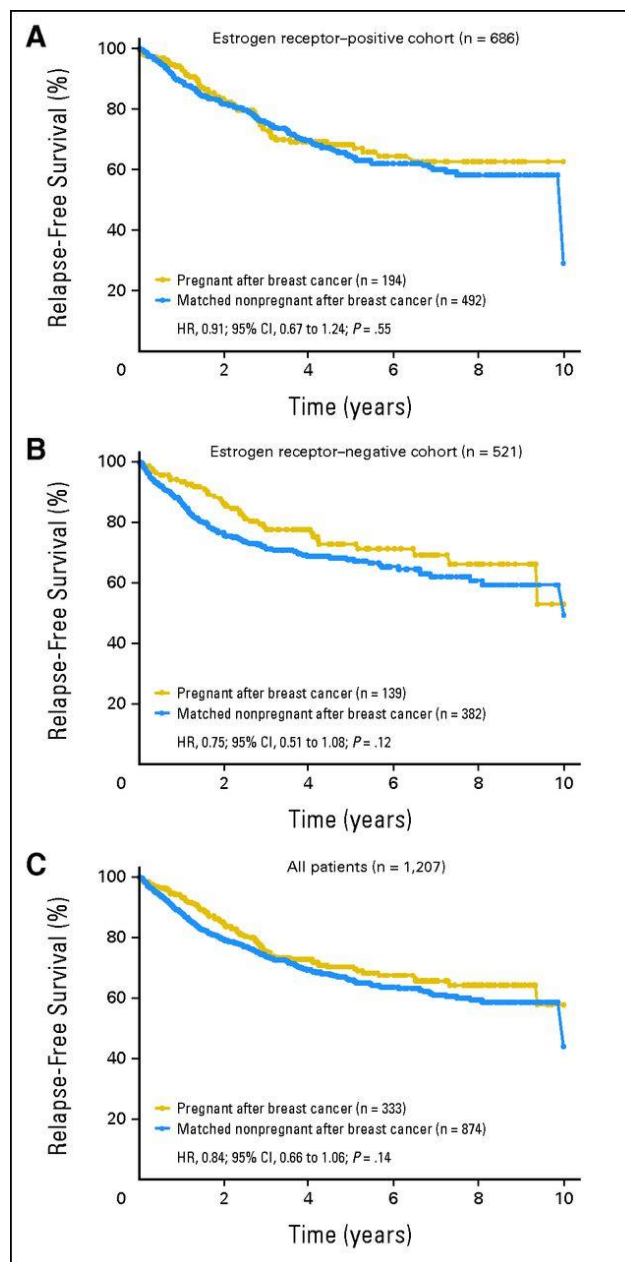 A
Estrogen receptor–positive cohort (n = 686)
Relapse-Free Survival (%)
100
80
60
40
20
0
2
4
6
8
10
Pregnant after breast cancer (n = 194)
Matched nonpregnant after breast cancer (n = 492)
HR, 0.91; 95% CI, 0.67 to 1.24; P = .55
Time (years)
B
Estrogen receptor–negative cohort (n = 521)
Relapse-Free Survival (%)
100
80
60
40
20
0
2
4
6
8
10
Pregnant after breast cancer (n = 139)
Matched nonpregnant after breast cancer (n = 382)
HR, 0.75; 95% CI, 0.51 to 1.08; P = .12
Time (years)
C
All patients (n = 1,207)
Relapse-Free Survival (%)
100
80
60
40
20
0
2
4
6
8
10
Pregnant after breast cancer (n = 333)
Matched nonpregnant after breast cancer (n = 874)
HR, 0.84; 95% CI, 0.66 to 1.06; P = .14
Time (years)